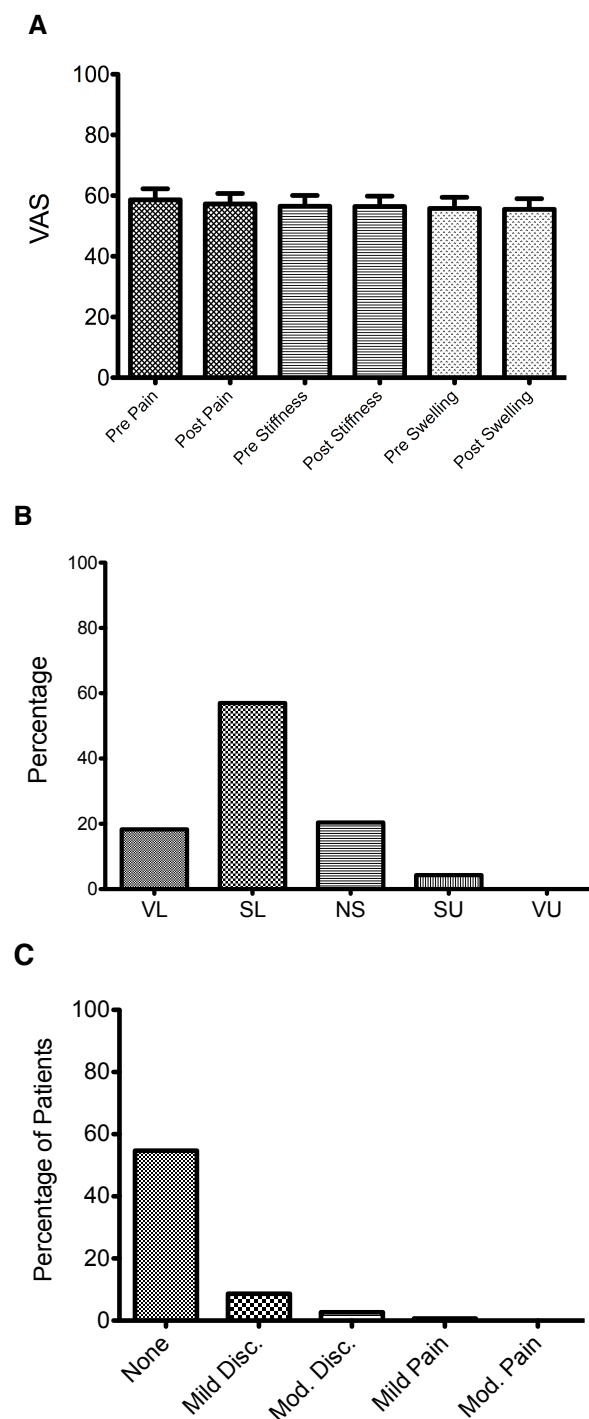 A
VAS
100
80
60
40
20
0
Pre Pain
Post Pain
Pre Stiffness
Post Stiffness
Pre Swelling
Post Swelling
B
Percentage
100
80
60
40
20
0
VL
SL
NS
SU
VU
C
Percentage of Patients
100
80
60
40
20
0
None
Mild Disc.
Mod. Disc.
Mild Pain
Mod. Pain